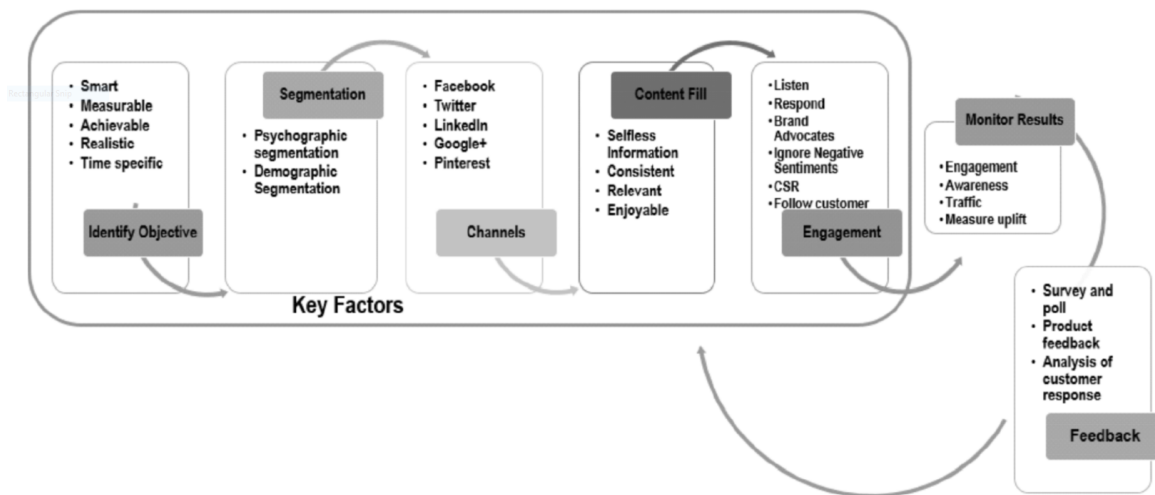 • Smart
• Measurable
• Achievable
• Realistic
• Time specific
Identify Objective
Segmentation
• Psychographic
segmentation
• Demographic
Segmentation
• Facebook
• Twitter
• LinkedIn
• Google+
• Pinterest
Channels
Content Fill
• Selfless
Information
• Consistent
• Relevant
• Enjoyable
• Listen
• Respond
• Brand
Advocates
• Ignore Negative
Sentiments
• CSR
• Follow customer
Engagement
Key Factors
Monitor Results
• Engagement
• Awareness
• Traffic
• Measure uplift
• Survey and
poll
• Product
feedback
• Analysis of
customer
response
Feedback